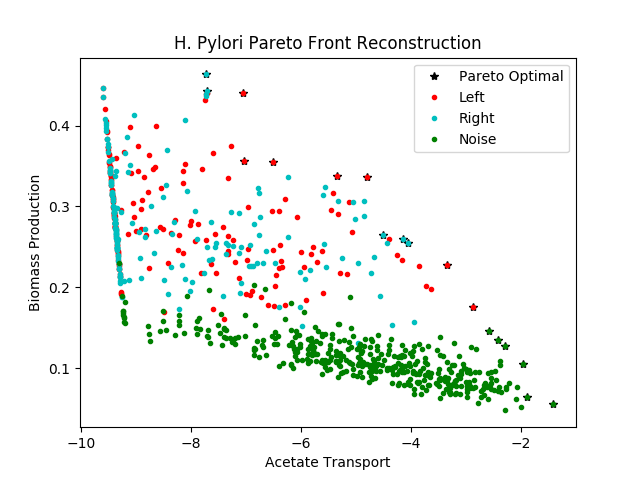 H. Pylori Pareto Front Reconstruction
Pareto Optimal
Left
Right
Noise
0.4
0.3
0.2
0.1
Biomass Production
−10
−8
−6
−4
−2
Acetate Transport